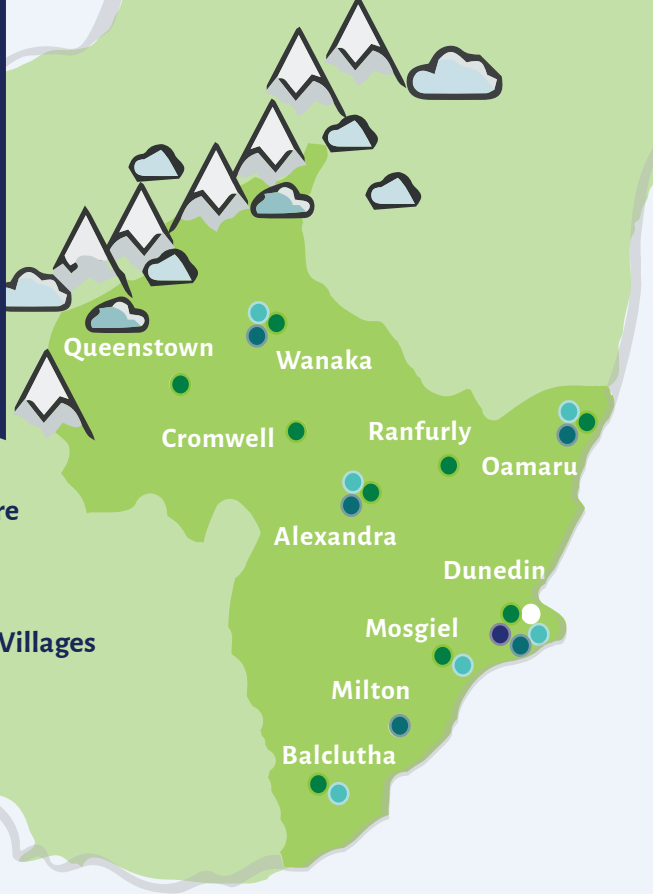 Queenstown
Wanaka
Cromwell
Ranfurly
Oamaru
re
Alexandra
Dunedin
Mosgiel
Villages
Milton
Balclutha